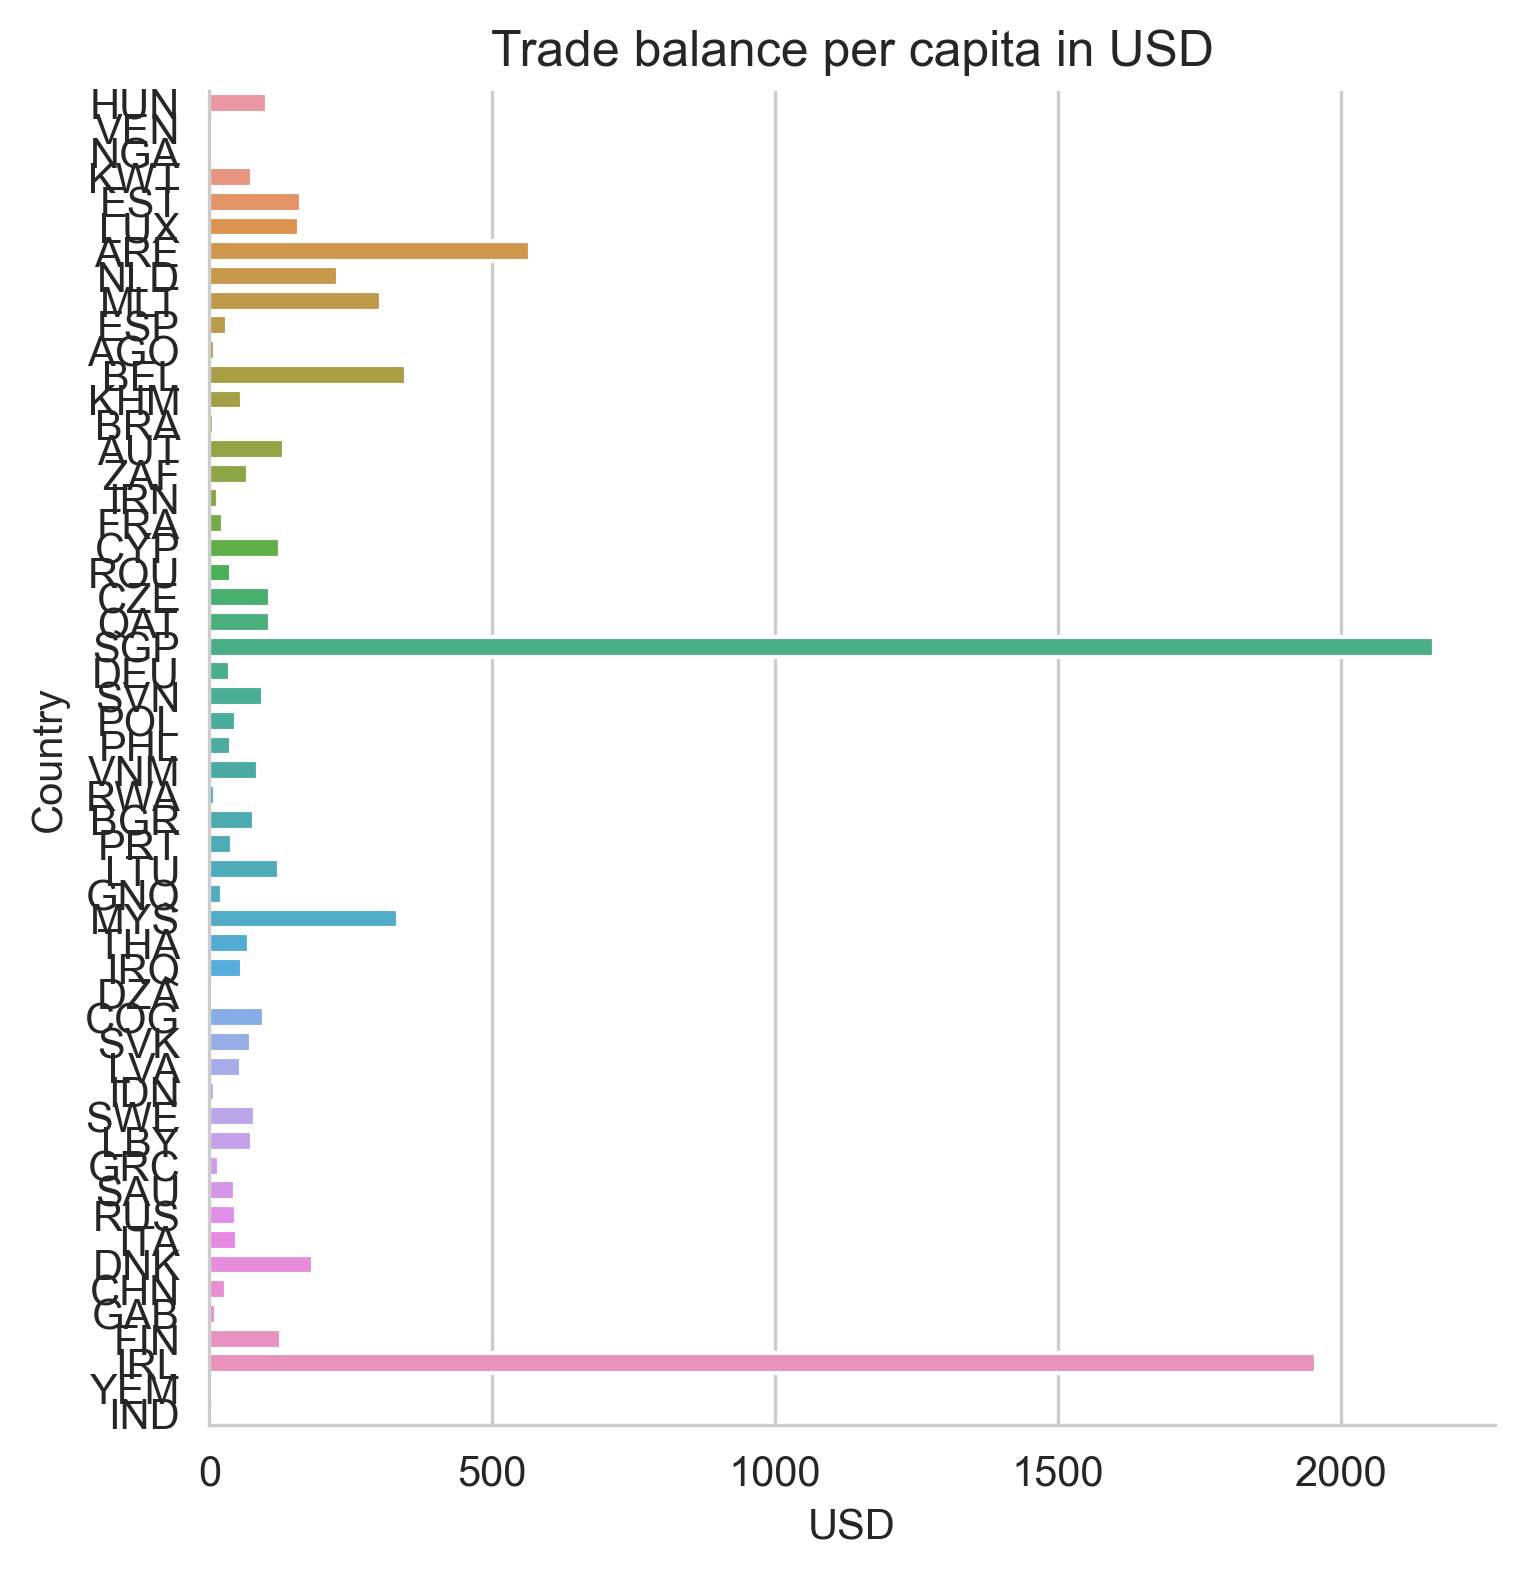 Trade balance per capita in USD
HUN
VEN
NGA
KWT
EST
LUX
ARE
NLD
MLT
ESP
AGO
BEL
KHM
BRA
AUT
ZAF
IRN
FRA
CYP
ROU
CZE
QAT
SGP
DEU
SVN
POL
PHL
VNM
RWA
BGR
PRT
LTU
GNQ
MYS
THA
IRQ
DZA
COG
SVK
LVA
IDN
SWE
LBY
GRC
SAU
RUS
ITA
DNK
CHN
GAB
FIN
IRL
YEM
IND
Country
0 500 1000 1500 2000
USD